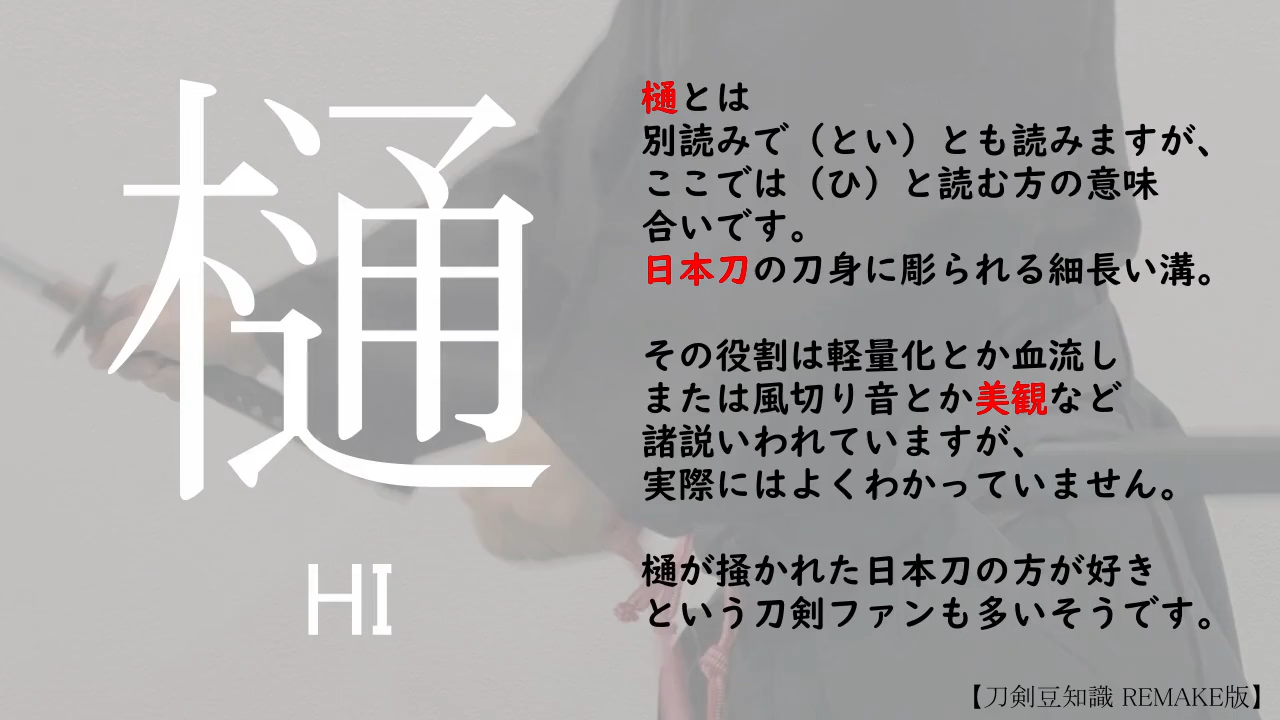 樋
HI
樋とは
別読みで（とい）とも読みますが、
ここでは（ひ）と読む方の意味
合いです。
日本刀の刀身に彫られる細長い溝。
その役割は軽量化とか血流し
または風切り音とか美観など
諸説いわれていますが、
実際にはよくわかっていません。
樋が掻かれた日本刀の方が好き
という刀剣ファンも多いそうです。
【刀剣豆知識 REMAKE版】